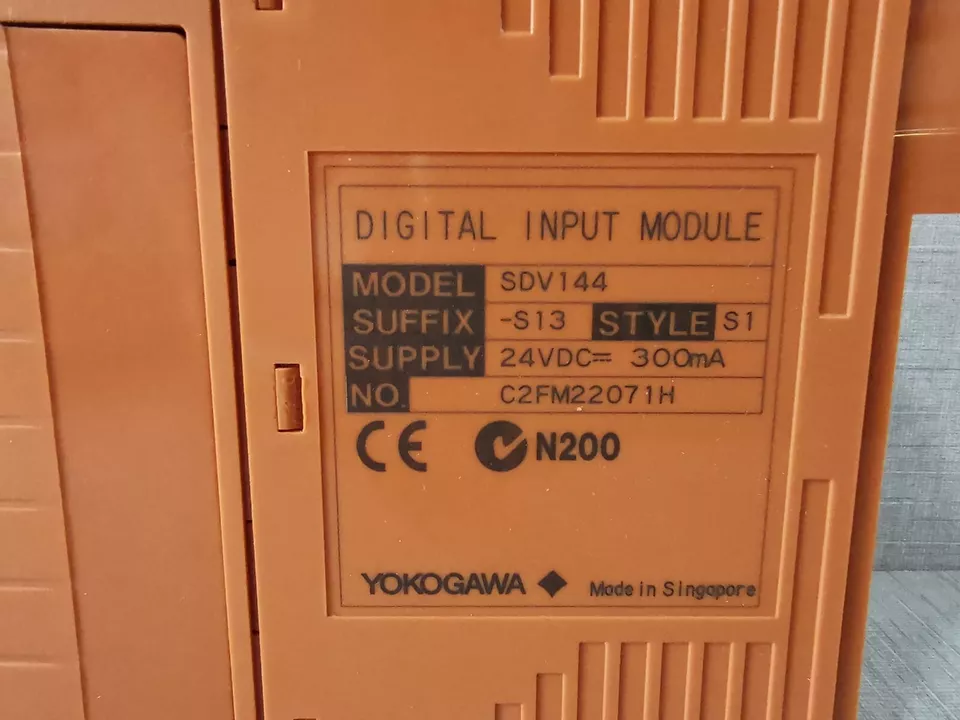 DIGITAL INPUT MODULE
MODEL SDV144
SUFFIX -S13 STYLE S1
SUPPLY 24VDC⎓ 300mA
NO. C2FM22071H
CE N200
YOKOGAWA ◆ Made in Singapore